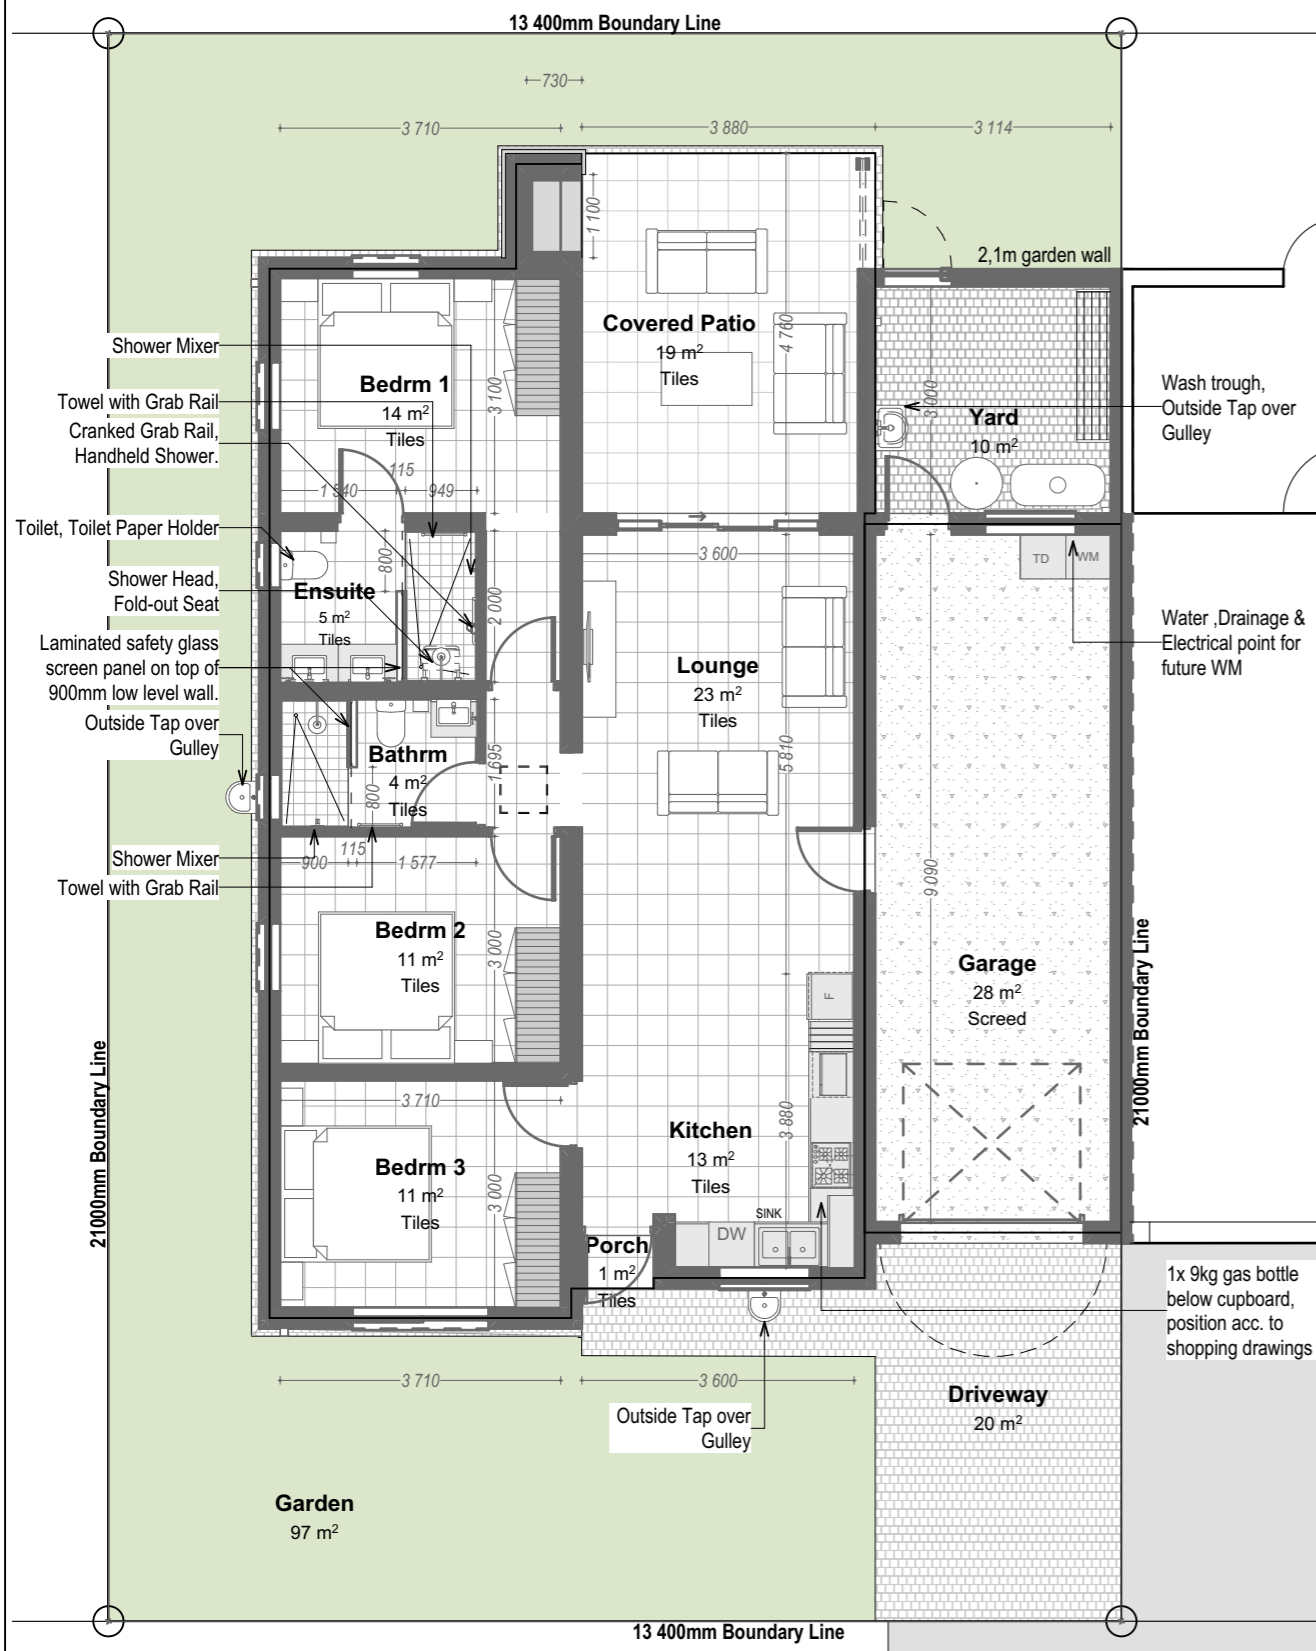 13 400mm Boundary Line
730
3 710
3 880
3 114
1 100
2,1m garden wall
Covered Patio
19 m²
Tiles
4 760
Shower Mixer
Bedrm 1
14 m²
Tiles
3 100
Towel with Grab Rail
Cranked Grab Rail,
Handheld Shower.
3 000
Yard
10 m²
Wash trough,
Outside Tap over
Gulley
115
1 540
949
Toilet, Toilet Paper Holder
3 600
TD
WM
Shower Head,
Fold-out Seat
Ensuite
5 m²
Tiles
800
2 000
Water ,Drainage &
Electrical point for
future WM
Laminated safety glass
screen panel on top of
900mm low level wall.
Lounge
23 m²
Tiles
5 810
Outside Tap over
Gulley
Bathrm
4 m²
Tiles
800
1 695
Shower Mixer
115
900
1 577
Towel with Grab Rail
9 090
Bedrm 2
11 m²
Tiles
3 000
Garage
28 m²
Screed
F
21000mm Boundary Line
21000mm Boundary Line
3 710
Kitchen
13 m²
Tiles
3 880
Bedrm 3
11 m²
Tiles
3 000
SINK
DW
Porch
1 m²
Tiles
1x 9kg gas bottle
below cupboard,
position acc. to
shopping drawings
3 710
3 600
Outside Tap over
Gulley
Driveway
20 m²
Garden
97 m²
13 400mm Boundary Line